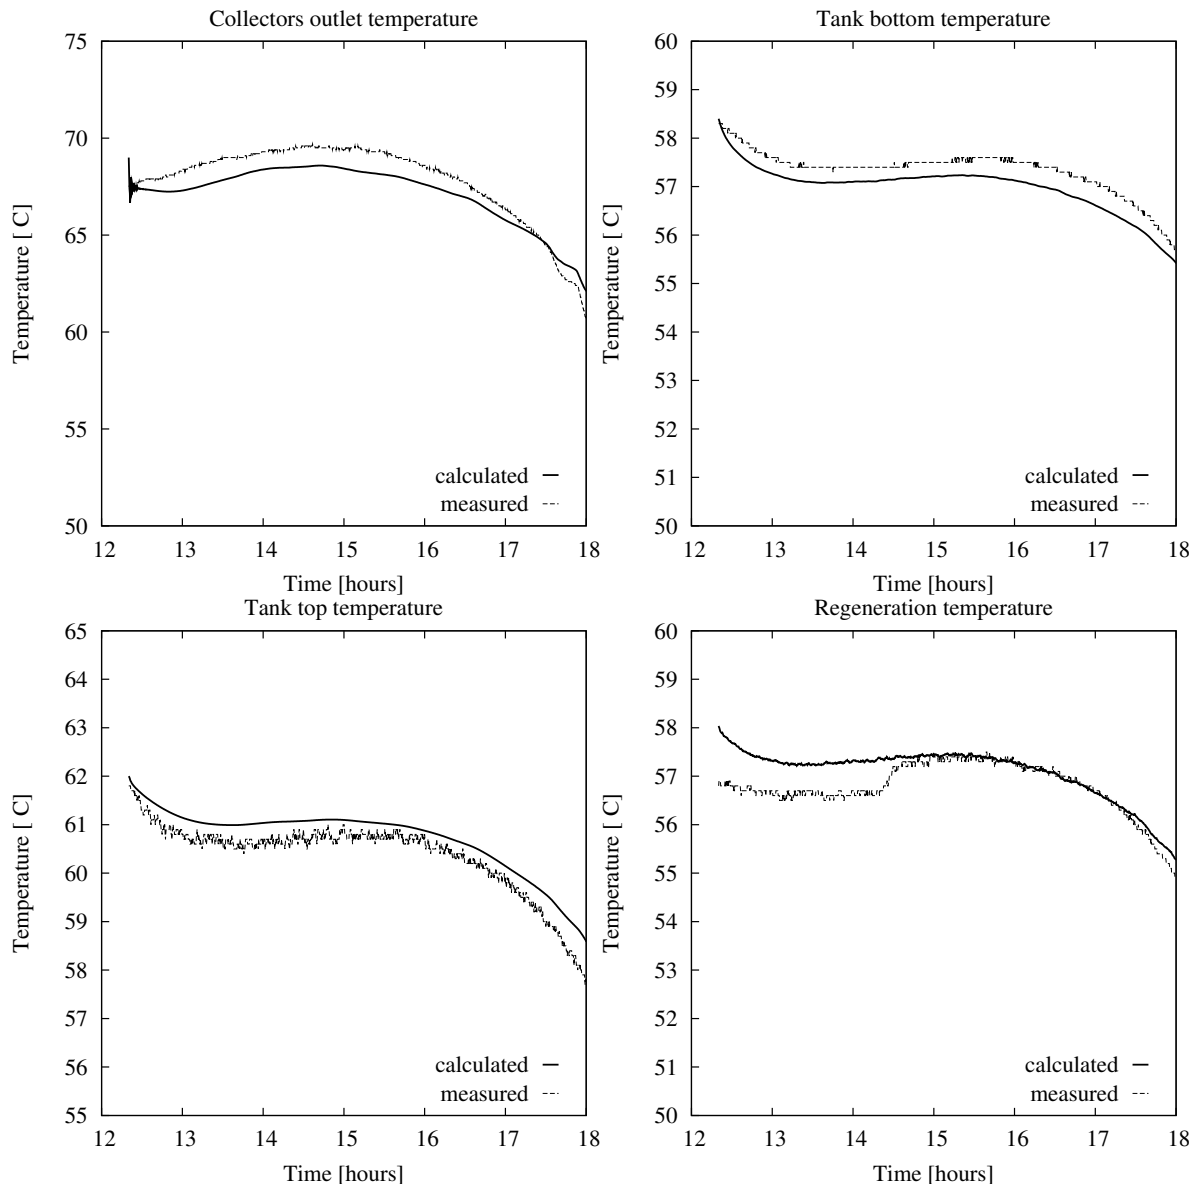 Collectors outlet temperature
75
70
65
60
55
50
Temperature [ C]
calculated
measured
12 13 14 15 16 17 18
Time [hours]
Tank bottom temperature
60
59
58
57
56
55
54
53
52
51
50
Temperature [ C]
calculated
measured
12 13 14 15 16 17 18
Time [hours]
Tank top temperature
65
64
63
62
61
60
59
58
57
56
55
Temperature [ C]
calculated
measured
12 13 14 15 16 17 18
Time [hours]
Regeneration temperature
60
59
58
57
56
55
54
53
52
51
50
Temperature [ C]
calculated
measured
12 13 14 15 16 17 18
Time [hours]